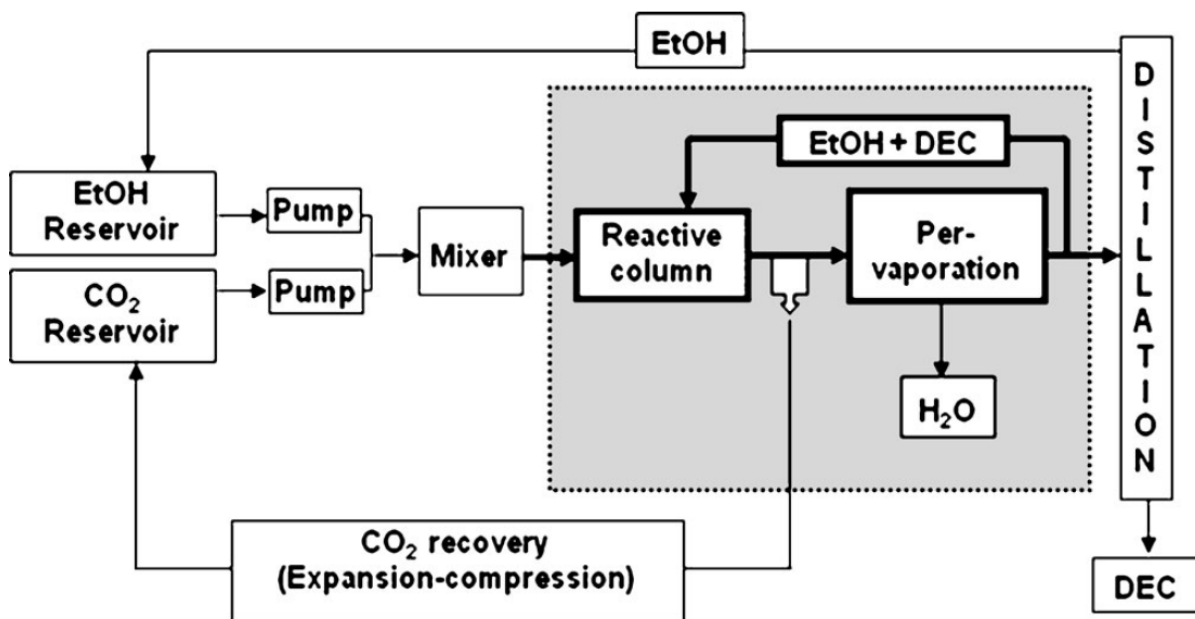 EtOH
EtOH + DEC
EtOH
Reservoir
Pump
Mixer
Reactive
column
Per-
vaporation
CO₂
Reservoir
Pump
H₂O
DISTILLATION
CO₂ recovery
(Expansion-compression)
DEC